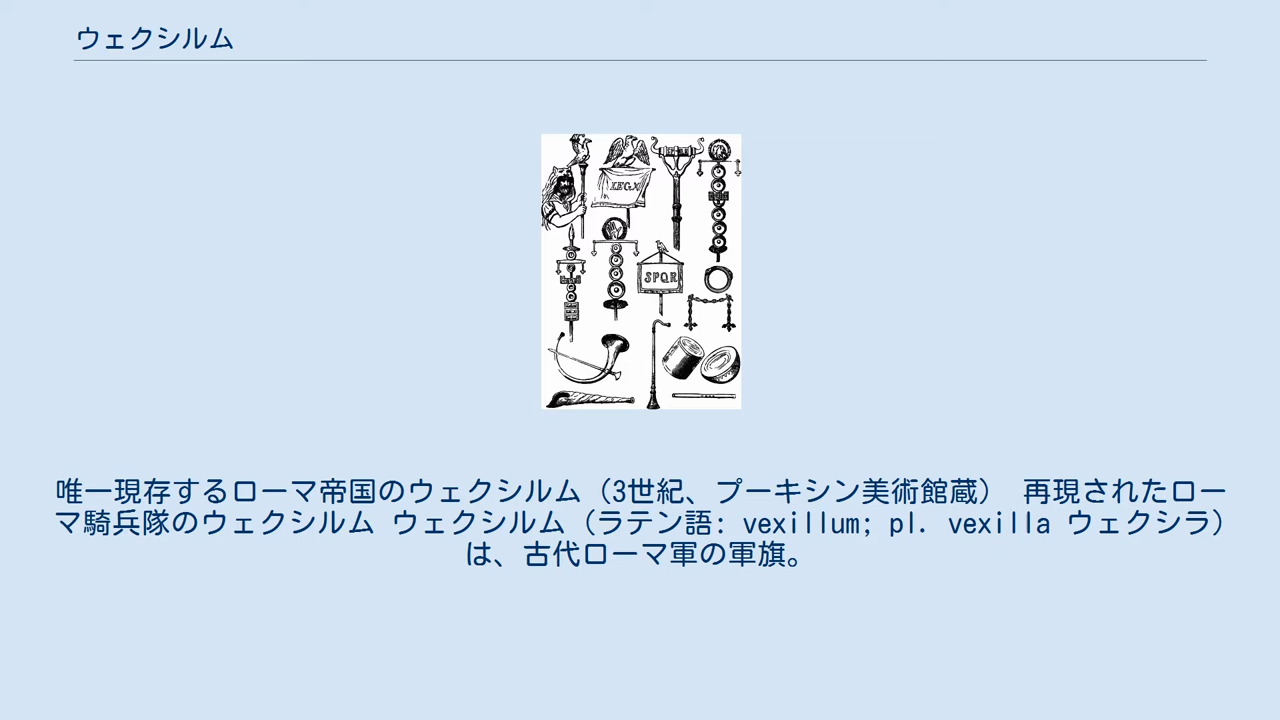 ウェクシルム
LEGX
SPQR
唯一現存するローマ帝国のウェクシルム（3世紀、プーキシン美術館蔵） 再現されたロー
マ騎兵隊のウェクシルム ウェクシルム（ラテン語: vexillum; pl. vexilla ウェクシラ）
は、古代ローマ軍の軍旗。